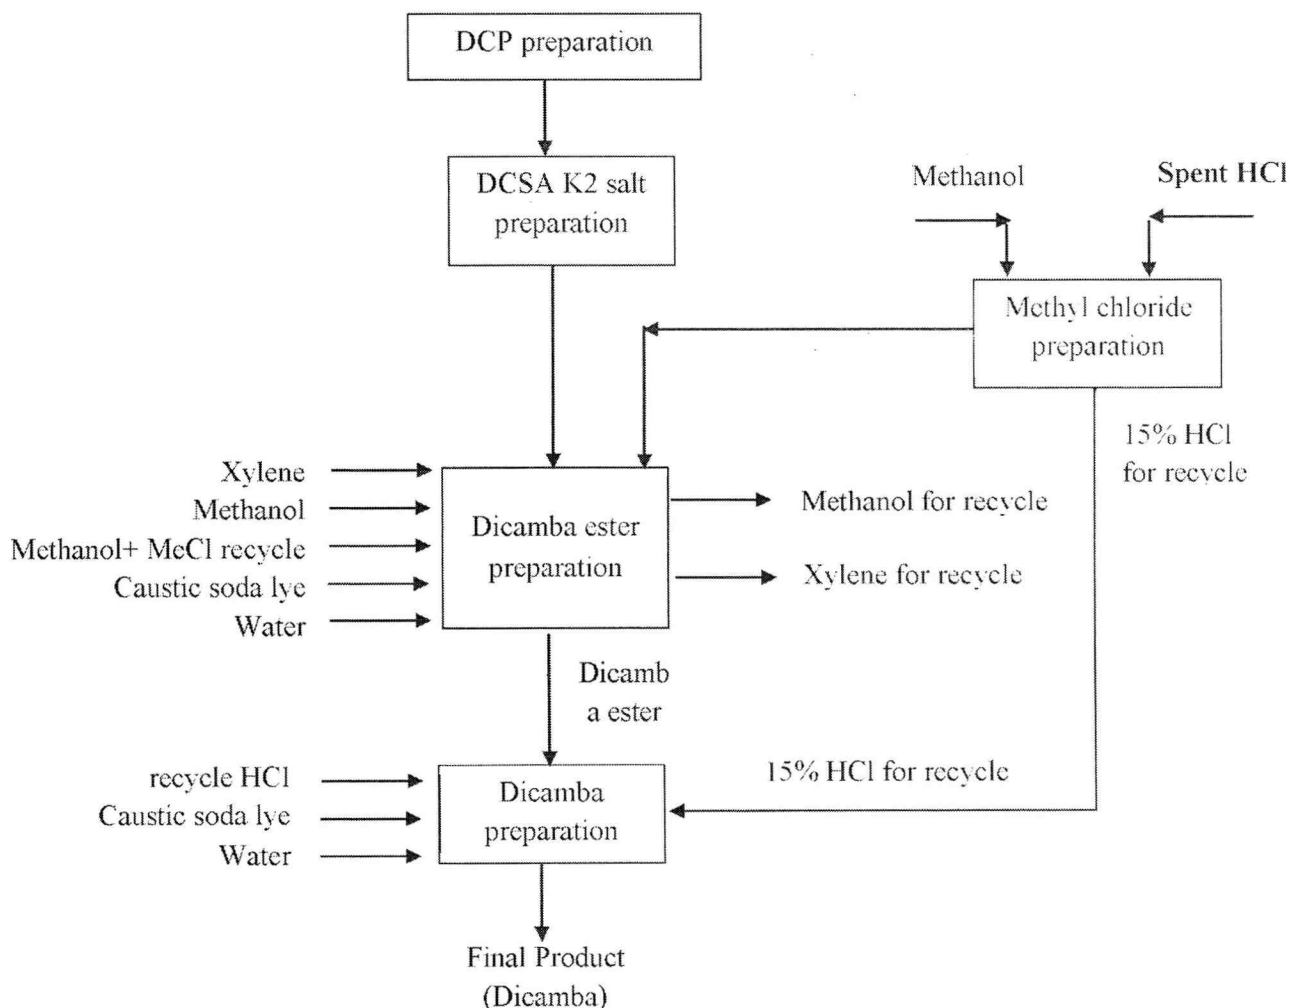 DCP preparation
DCSA K2 salt
preparation
Methanol
Spent HCl
Methyl chloride
preparation
15% HCl
for recycle
Xylene
Methanol
Methanol+ MeCl recycle
Caustic soda lye
Water
Dicamba ester
preparation
Methanol for recycle
Xylene for recycle
Dicamb
a ester
recycle HCl
Caustic soda lye
Water
Dicamba
preparation
15% HCl for recycle
Final Product
(Dicamba)